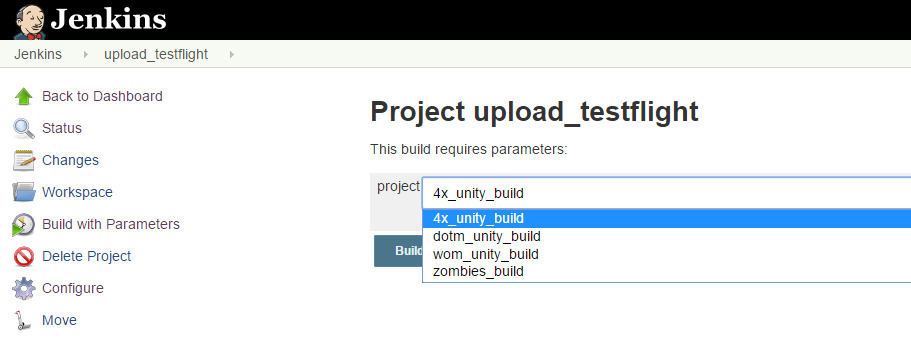 Jenkins
Jenkins upload_testflight
Back to Dashboard
Status
Changes
Workspace
Build with Parameters
Delete Project
Configure
Move
Project upload_testflight
This build requires parameters:
project 4x_unity_build
4x_unity_build
dotm_unity_build
wom_unity_build
zombies_build
Build